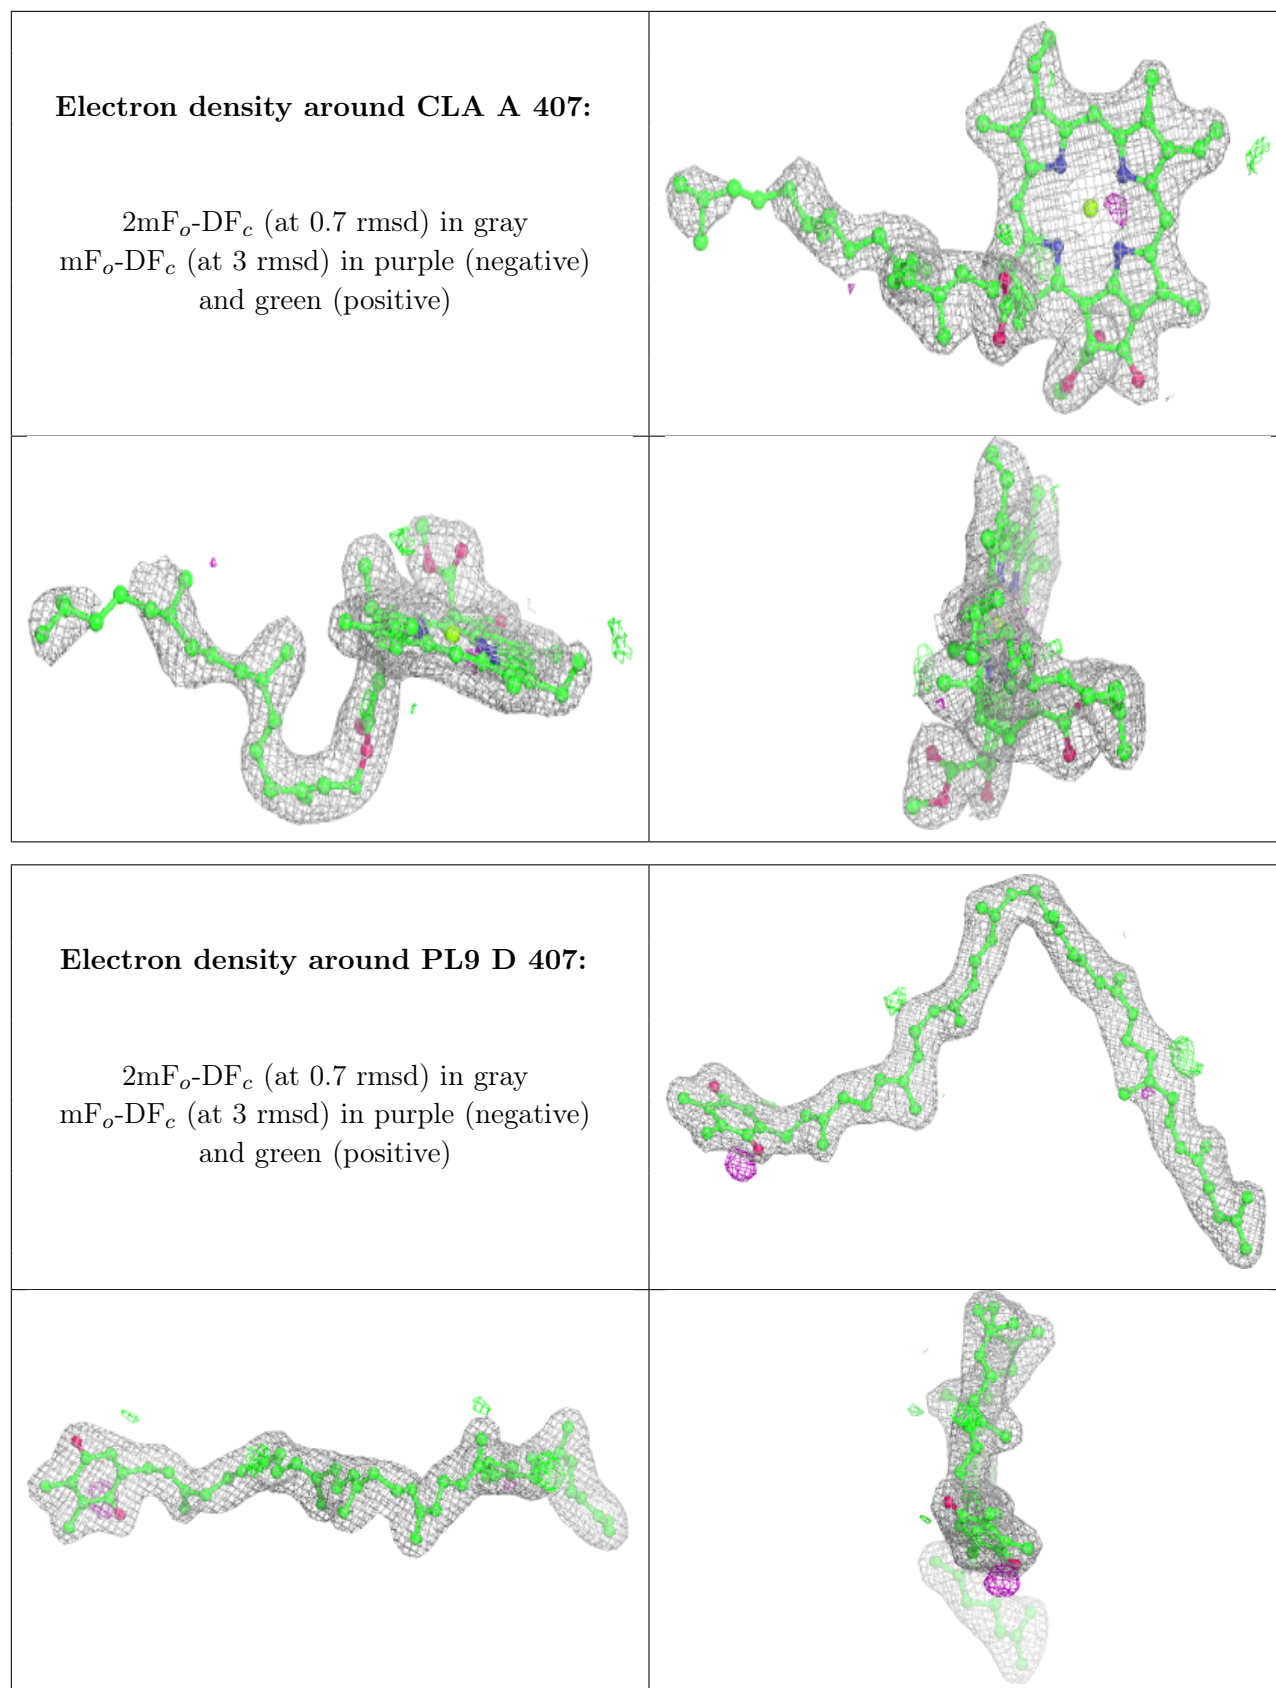 Electron density around CLA A 407:
2mFo-DFc (at 0.7 rmsd) in gray
mFo-DFc (at 3 rmsd) in purple (negative)
and green (positive)
Electron density around PL9 D 407:
2mFo-DFc (at 0.7 rmsd) in gray
mFo-DFc (at 3 rmsd) in purple (negative)
and green (positive)